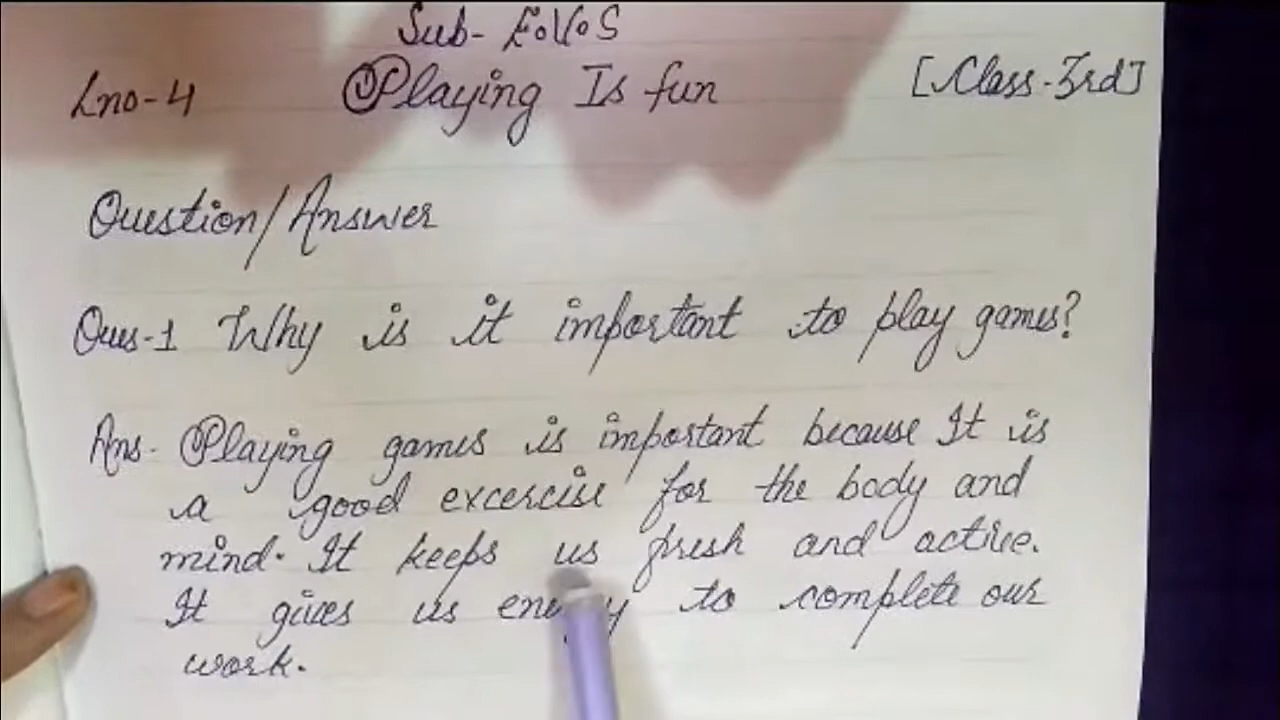 Sub- E.V.S
Lno-4 Playing Is fun [Class-3rd]
Question/Answer
Ques-1 Why is it important to play games?
Ans- Playing games is important because It is
a good excercise for the body and
mind. It keeps us fresh and active.
It gives us energy to complete our
work.